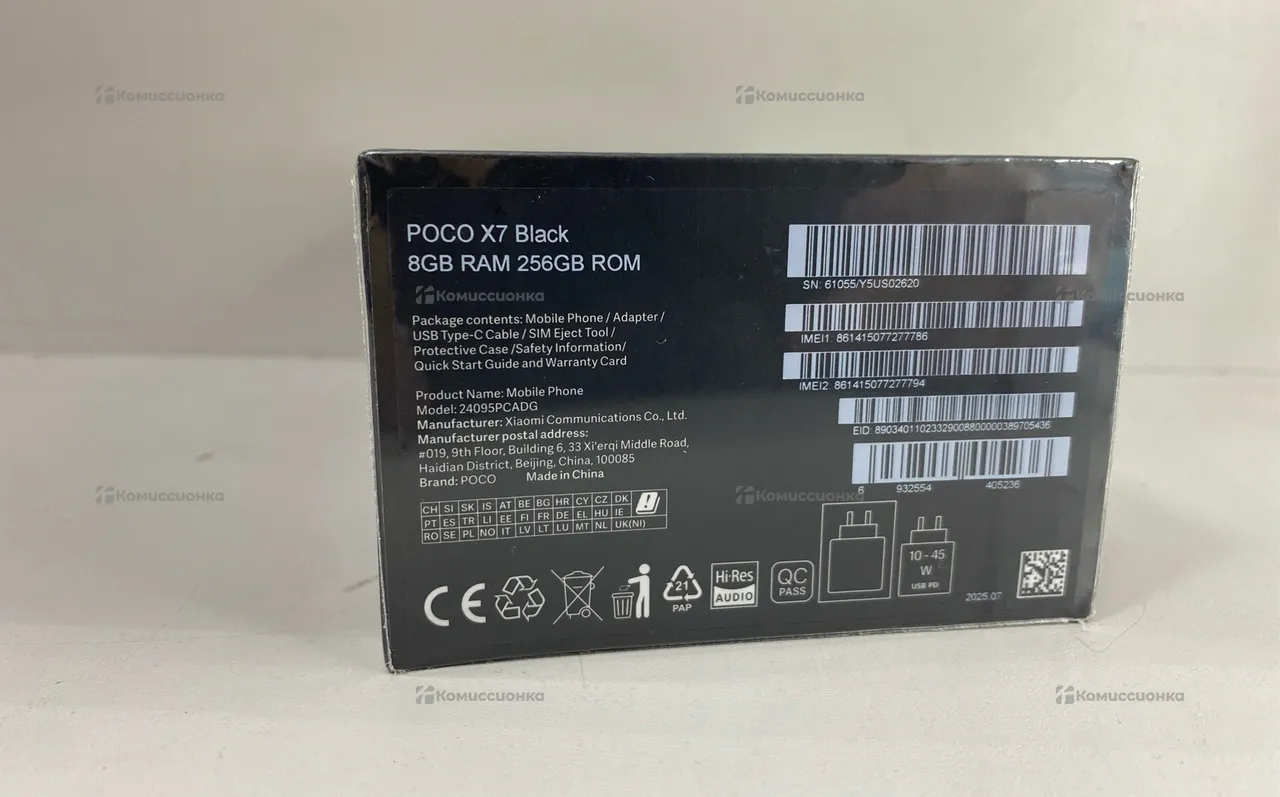 Комиссионка
Комиссионка
POCO X7 Black
8GB RAM 256GB ROM
Комиссионка
Package contents: Mobile Phone / Adapter /
USB Type-C Cable / SIM Eject Tool /
Protective Case /Safety Information/
Quick Start Guide and Warranty Card
Product Name: Mobile Phone
Model: 24095PCADG
Manufacturer: Xiaomi Communications Co., Ltd.
Manufacturer postal address:
#019, 9th Floor, Building 6, 33 Xi'erqi Middle Road,
Haidian District, Beijing, China, 100085
Brand: POCO Made in China
CH SI SK IS AT BE BG HR CY CZ DK
PT ES TR LI EE FI FR DE EL HU IE
RO SE PL NO IT LV LT LU MT NL UK(NI)
CE
21
PAP
Hi-Res
AUDIO
QC
PASS
10 - 45
W
USB PD
2025.07
SN: 61055/Y5US02620
Комиссионка
IMEI1: 861415077277786
IMEI2: 861415077277794
EID: 89034011023329008800000389705436
6 932554 405236
Комиссионка
Комиссионка
Комиссионка
Комиссионка